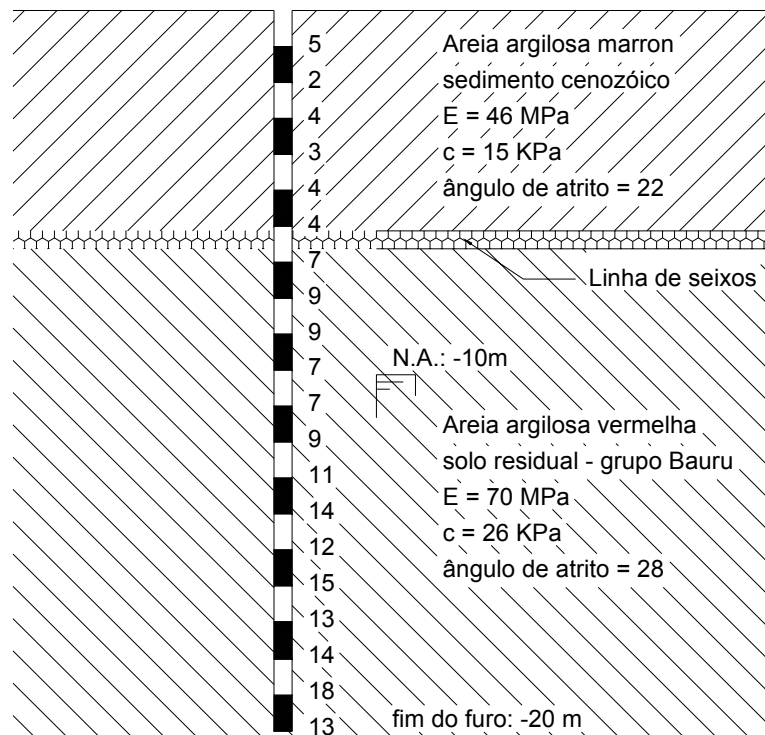 5
2
4
3
4
4
7
9
9
7
7
9
11
14
12
15
13
14
18
13
Areia argilosa marron
sedimento cenozóico
E = 46 MPa
c = 15 KPa
ângulo de atrito = 22
Linha de seixos
N.A.: -10m
Areia argilosa vermelha
solo residual - grupo Bauru
E = 70 MPa
c = 26 KPa
ângulo de atrito = 28
fim do furo: -20 m